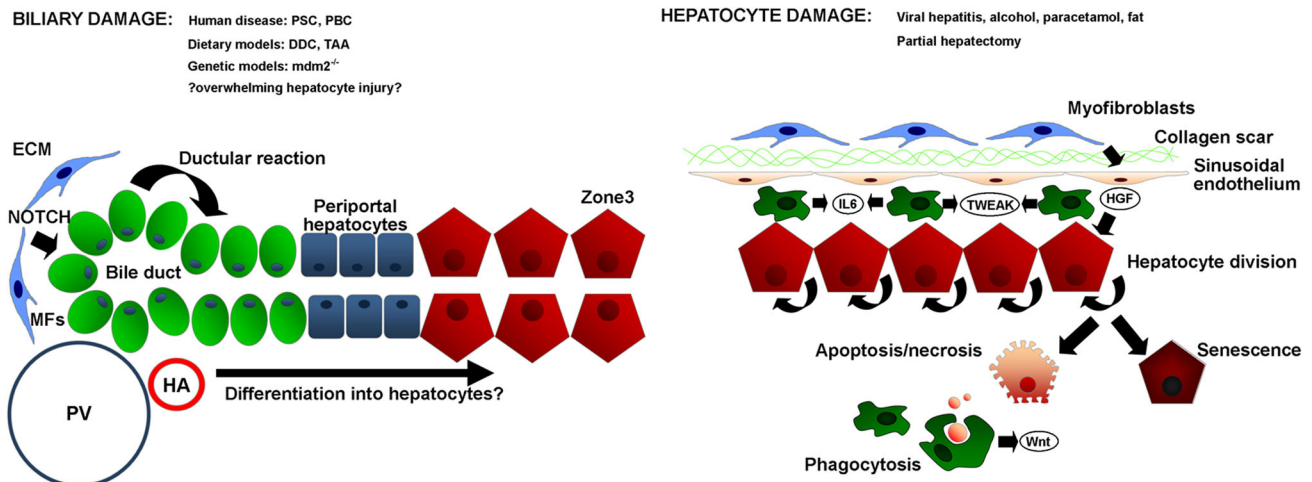 BILIARY DAMAGE: Human disease: PSC, PBC
Dietary models: DDC, TAA
Genetic models: mdm2-/-
?overwhelming hepatocyte injury?
ECM
Ductular reaction
NOTCH
Periportal
hepatocytes
Zone3
Bile duct
MFs
HA
Differentiation into hepatocytes?
PV
HEPATOCYTE DAMAGE: Viral hepatitis, alcohol, paracetamol, fat
Partial hepatectomy
Myofibroblasts
Collagen scar
Sinusoidal
endothelium
IL6
TWEAK
HGF
Hepatocyte division
Apoptosis/necrosis
Senescence
Wnt
Phagocytosis